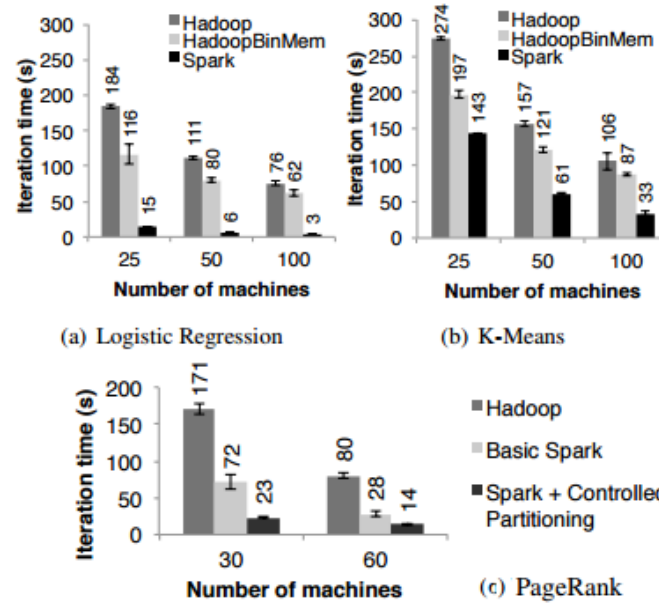 Hadoop
HadoopBinMem
Spark
Iteration time (s)
300
250
200
150
100
50
0
184
116
15
111
80
6
76
62
3
25 50 100
Number of machines
(a) Logistic Regression
Hadoop
HadoopBinMem
Spark
Iteration time (s)
300
250
200
150
100
50
0
274
197
143
157
121
61
106
87
33
25 50 100
Number of machines
(b) K-Means
Iteration time (s)
200
150
100
50
0
171
72
23
80
28
14
30 60
Number of machines
Hadoop
Basic Spark
Spark + Controlled
Partitioning
(c) PageRank